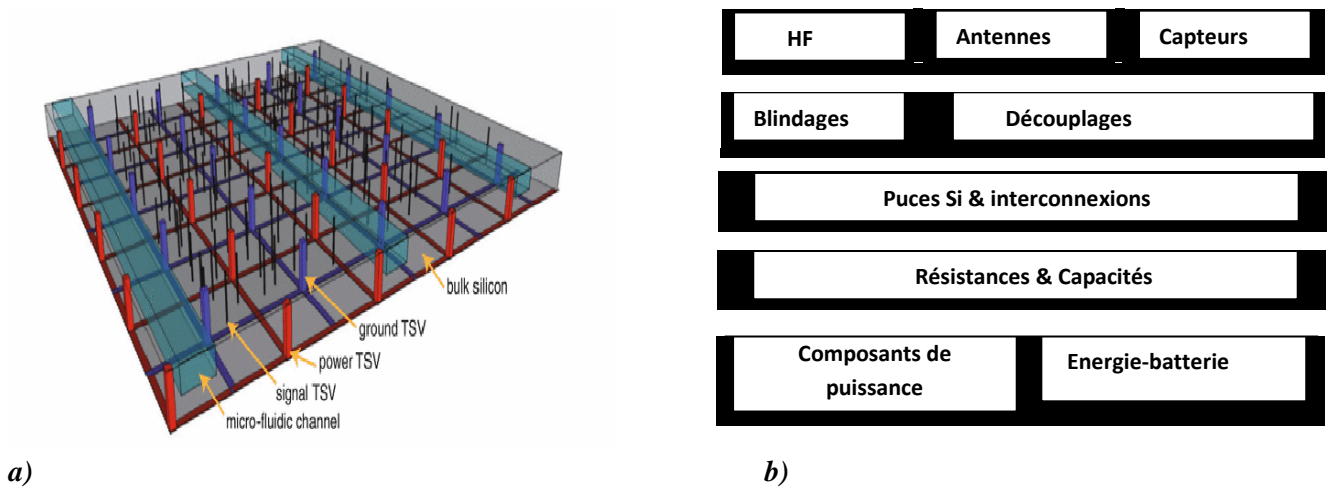 bulk silicon
ground TSV
power TSV
signal TSV
micro-fluidic channel
a)
HF
Antennes
Capteurs
Blindages
Découplages
Puces Si & interconnexions
Résistances & Capacités
Composants de
puissance
Energie-batterie
b)